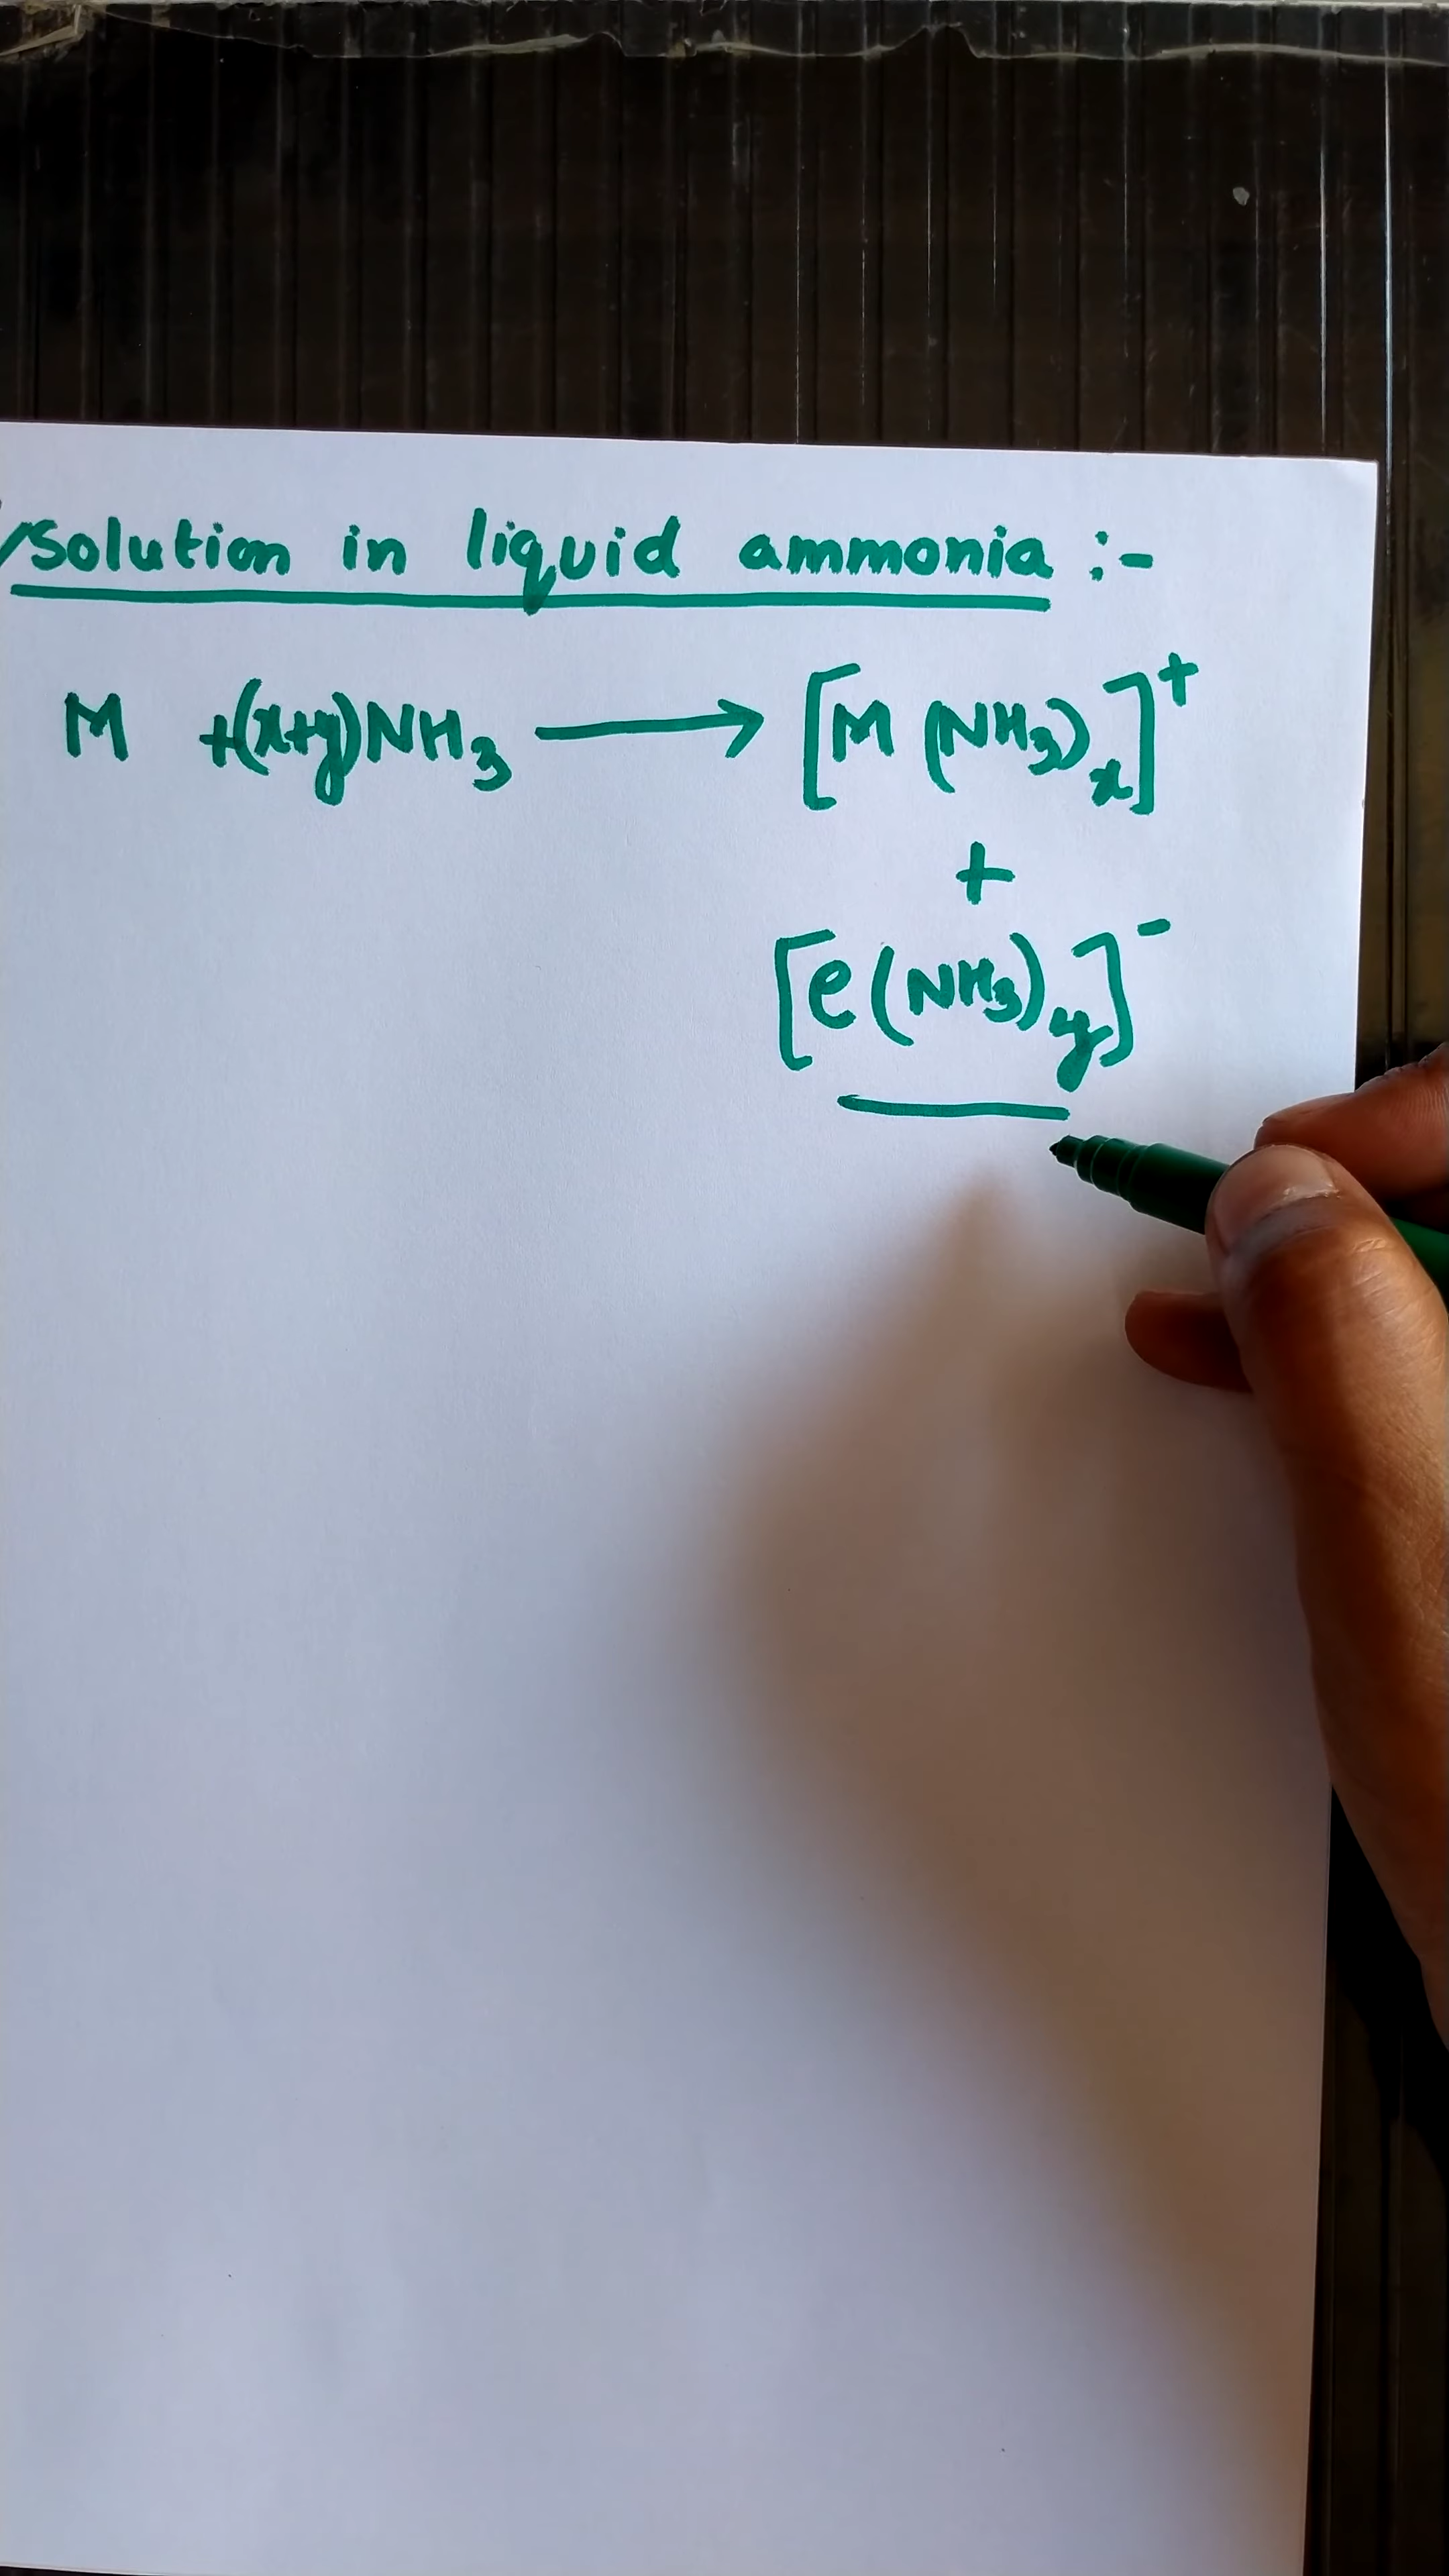 solution in liquid ammonia :-
M +(x+y)NH₃ ⟶ [M (NH₃)ₓ]⁺
+
[e(NH₃)y]⁻